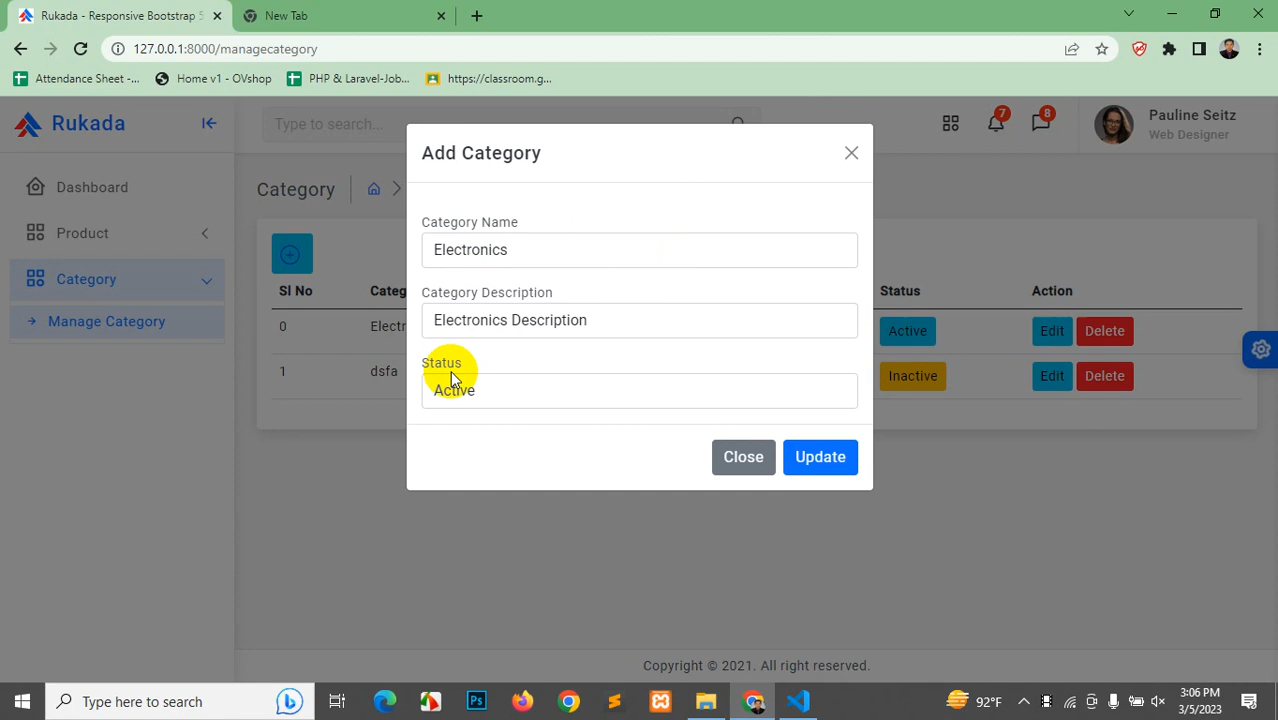 Rukada - Responsive Bootstrap 5
New Tab
127.0.0.1:8000/managecategory
Attendance Sheet -...
Home v1 - OVshop
PHP & Laravel-Job...
https://classroom.g...
Rukada
Type to search...
7
8
Pauline Seitz
Web Designer
Dashboard
Product
Category
Manage Category
Category
Add Category
Category Name
Electronics
Category Description
Electronics Description
Status
Active
Close
Update
Sl No
Categ
Status
Action
0
Electr
Active
Edit
Delete
1
dsfa
Inactive
Edit
Delete
Copyright © 2021. All right reserved.
Type here to search
Ps
92°F
3:06 PM
3/5/2023